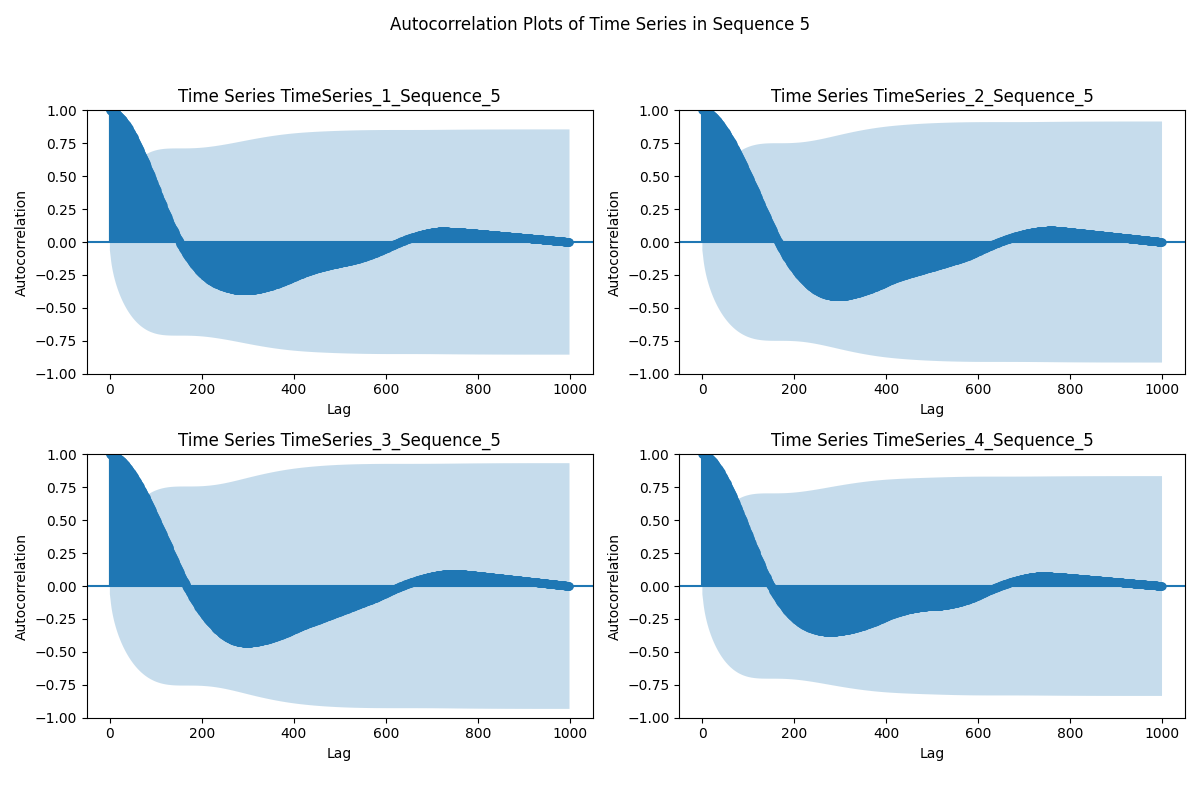 Autocorrelation Plots of Time Series in Sequence 5
Time Series TimeSeries_1_Sequence_5
Autocorrelation
1.00
0.75
0.50
0.25
0.00
−0.25
−0.50
−0.75
−1.00
0 200 400 600 800 1000
Lag
Time Series TimeSeries_2_Sequence_5
Autocorrelation
1.00
0.75
0.50
0.25
0.00
−0.25
−0.50
−0.75
−1.00
0 200 400 600 800 1000
Lag
Time Series TimeSeries_3_Sequence_5
Autocorrelation
1.00
0.75
0.50
0.25
0.00
−0.25
−0.50
−0.75
−1.00
0 200 400 600 800 1000
Lag
Time Series TimeSeries_4_Sequence_5
Autocorrelation
1.00
0.75
0.50
0.25
0.00
−0.25
−0.50
−0.75
−1.00
0 200 400 600 800 1000
Lag